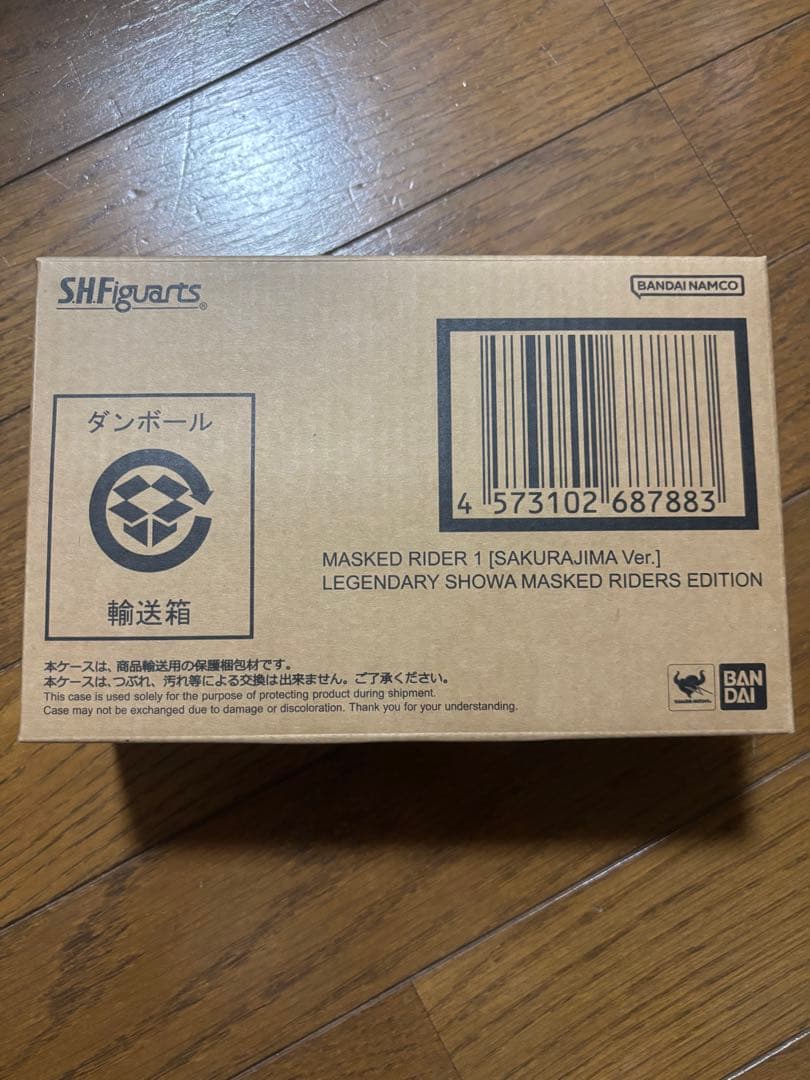 S.H.Figuarts®
BANDAI NAMCO
ダンボール
輸送箱
4 573102 687883
MASKED RIDER 1 [SAKURAJIMA Ver.]
LEGENDARY SHOWA MASKED RIDERS EDITION
本ケースは、商品輸送用の保護梱包材です。
本ケースは、つぶれ、汚れ等による交換は出来ません。ご了承ください。
This case is used solely for the purpose of protecting product during shipment.
Case may not be exchanged due to damage or discoloration. Thank you for your understanding.
BAN
DAI